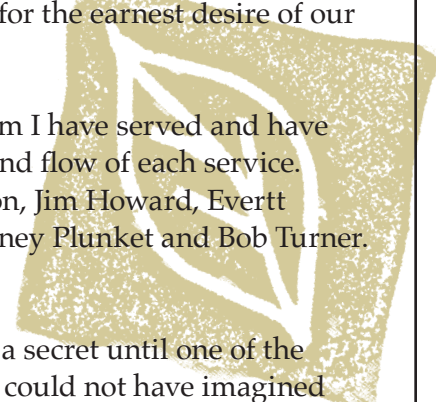 for the earnest desire of our
m I have served and have
nd flow of each service.
on, Jim Howard, Evertt
ney Plunket and Bob Turner.
a secret until one of the
could not have imagined